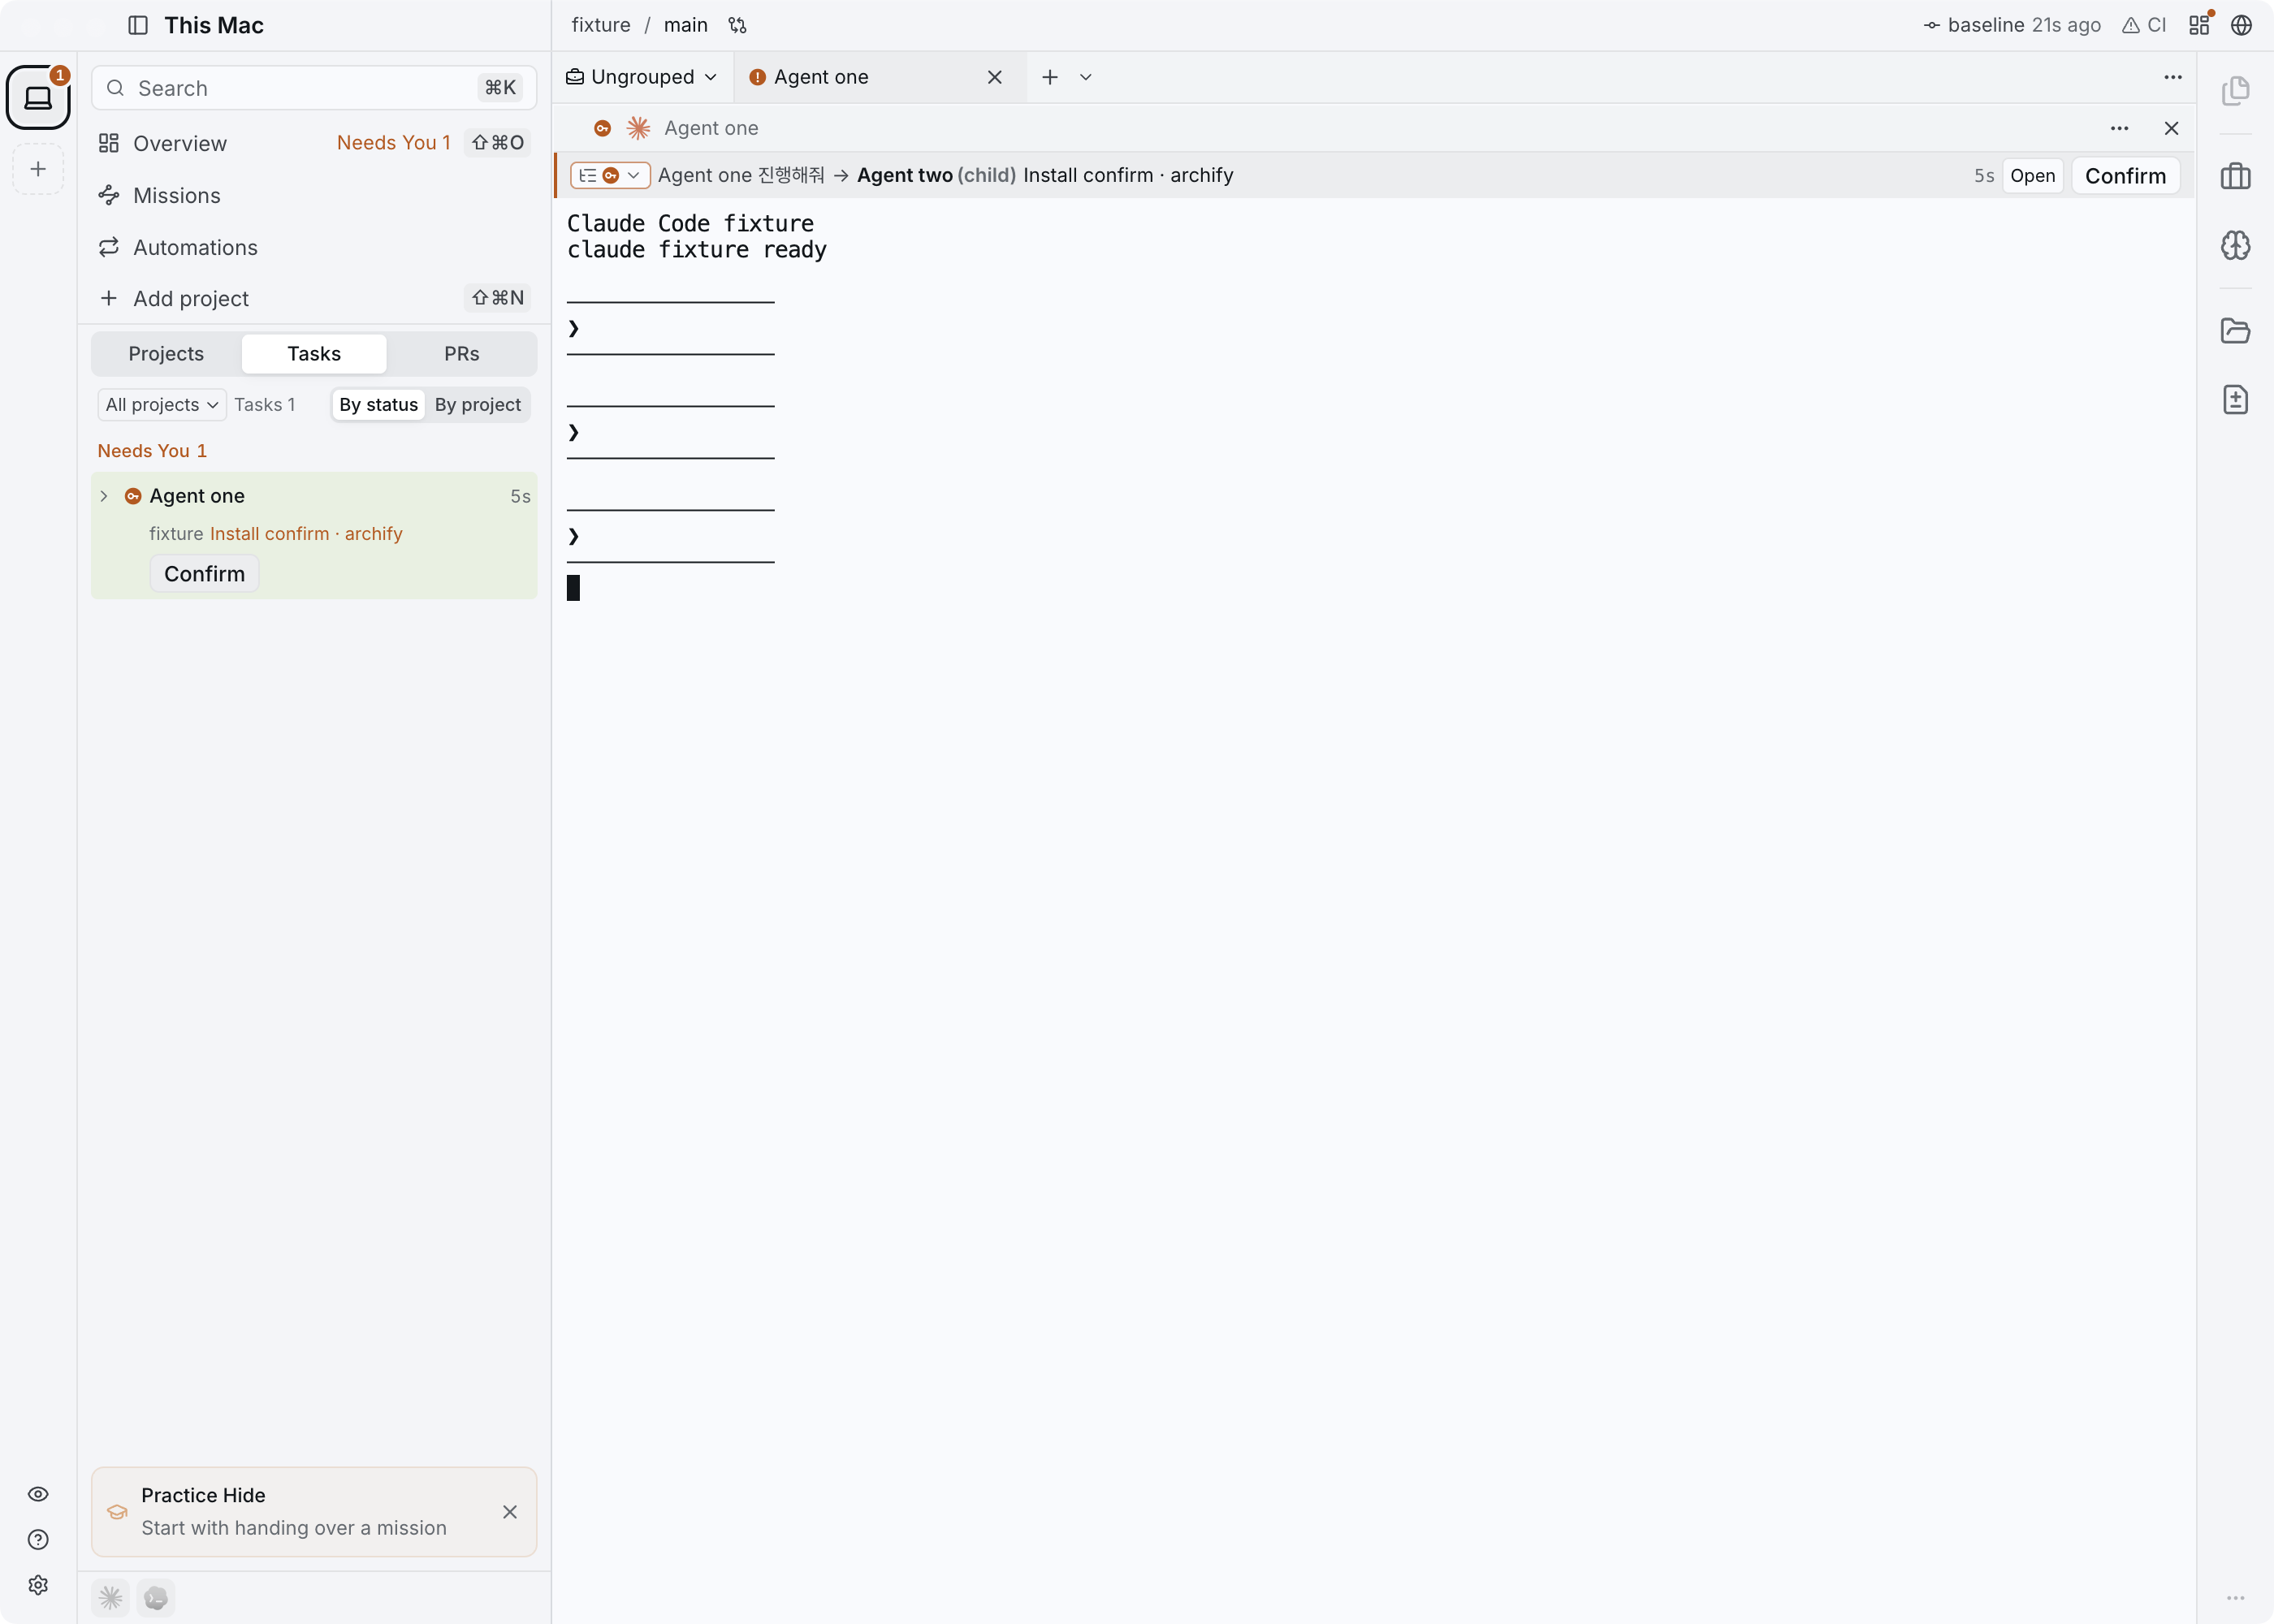 This Mac
fixture / main
baseline 21s ago
CI
1
Search ⌘K
Overview Needs You 1 ⇧⌘O
Missions
Automations
Add project ⇧⌘N
Projects Tasks PRs
All projects Tasks 1 By status By project
Needs You 1
Agent one 5s
fixture Install confirm · archify
Confirm
Practice Hide
Start with handing over a mission
Ungrouped
Agent one
Agent one
Agent one 진행해줘 → Agent two (child) Install confirm · archify 5s Open Confirm
Claude Code fixture
claude fixture ready
❯
❯
❯